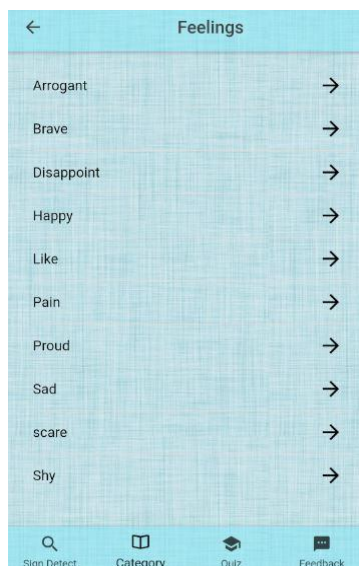 Feelings
Arrogant
Brave
Disappoint
Happy
Like
Pain
Proud
Sad
scare
Shy
Sign Detect Category Quiz Feedback